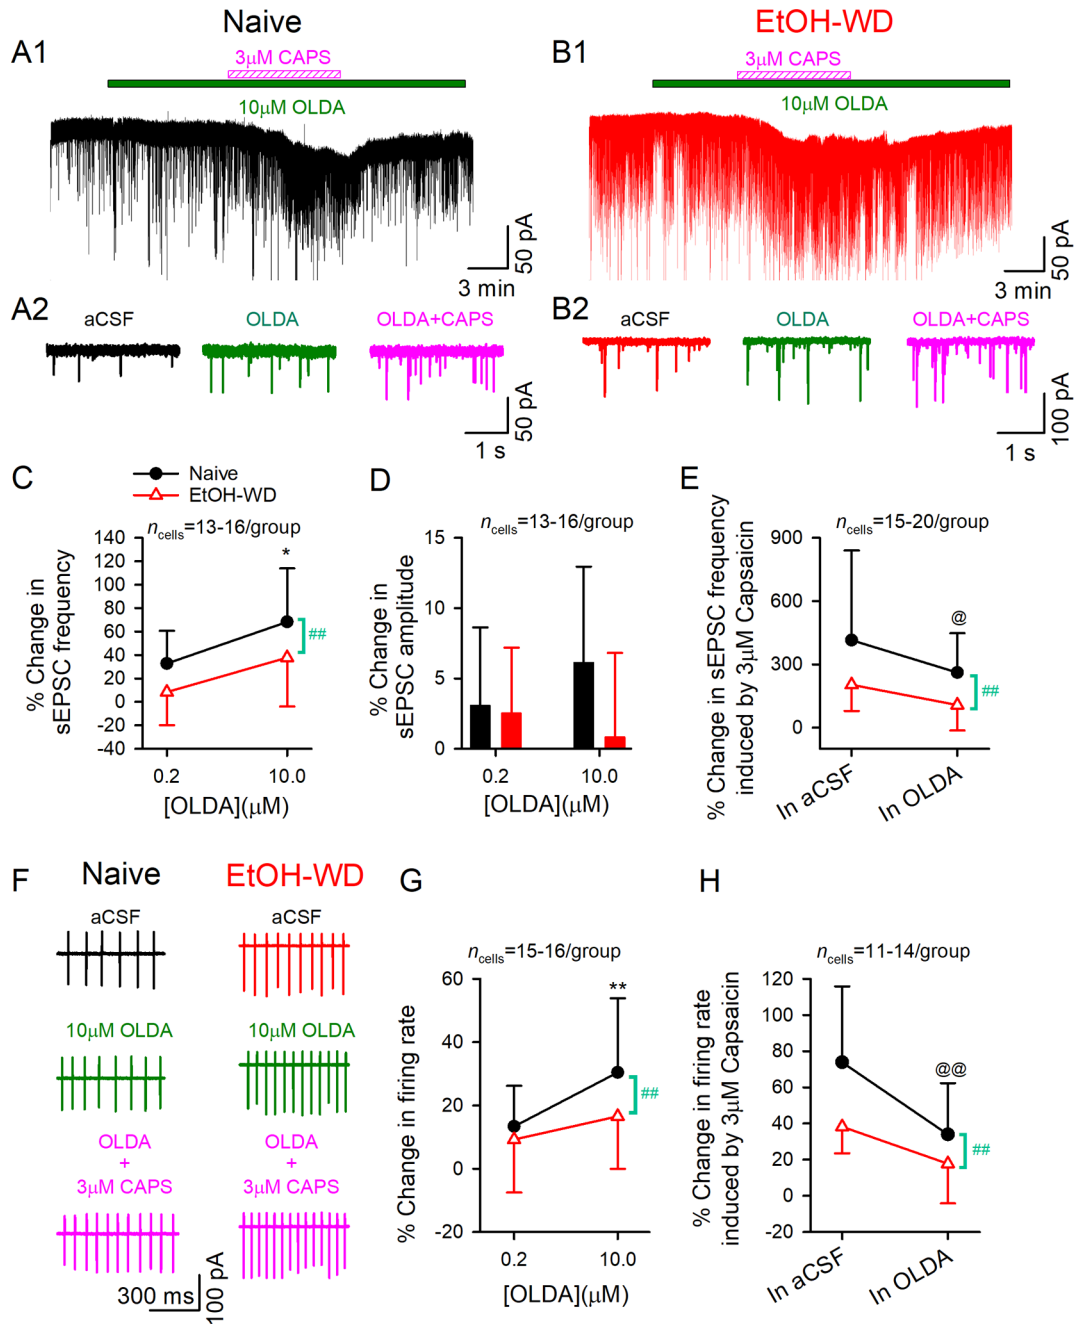 Naive
EtOH-WD
A1
B1
3μM CAPS
3μM CAPS
10μM OLDA
10μM OLDA
50 pA
3 min
50 pA
3 min
A2
B2
aCSF
OLDA
OLDA+CAPS
aCSF
OLDA
OLDA+CAPS
50 pA
1 s
100 pA
1 s
C
Naive
EtOH-WD
ncells=13-16/group
% Change in
sEPSC frequency
140
120
100
80
60
40
20
0
-20
-40
*
##
0.2
10.0
[OLDA](μM)
D
ncells=13-16/group
% Change in
sEPSC amplitude
15
10
5
0
0.2
10.0
[OLDA](μM)
E
ncells=15-20/group
% Change in sEPSC frequency
induced by 3μM Capsaicin
900
600
300
0
@
##
In aCSF
In OLDA
F
Naive
EtOH-WD
aCSF
aCSF
10μM OLDA
10μM OLDA
OLDA
+
3μM CAPS
OLDA
+
3μM CAPS
300 ms
100 pA
G
ncells=15-16/group
% Change in firing rate
60
40
20
0
-20
**
##
0.2
10.0
[OLDA](μM)
H
ncells=11-14/group
% Change in firing rate
induced by 3μM Capsaicin
120
100
80
60
40
20
0
-20
@@
##
In aCSF
In OLDA